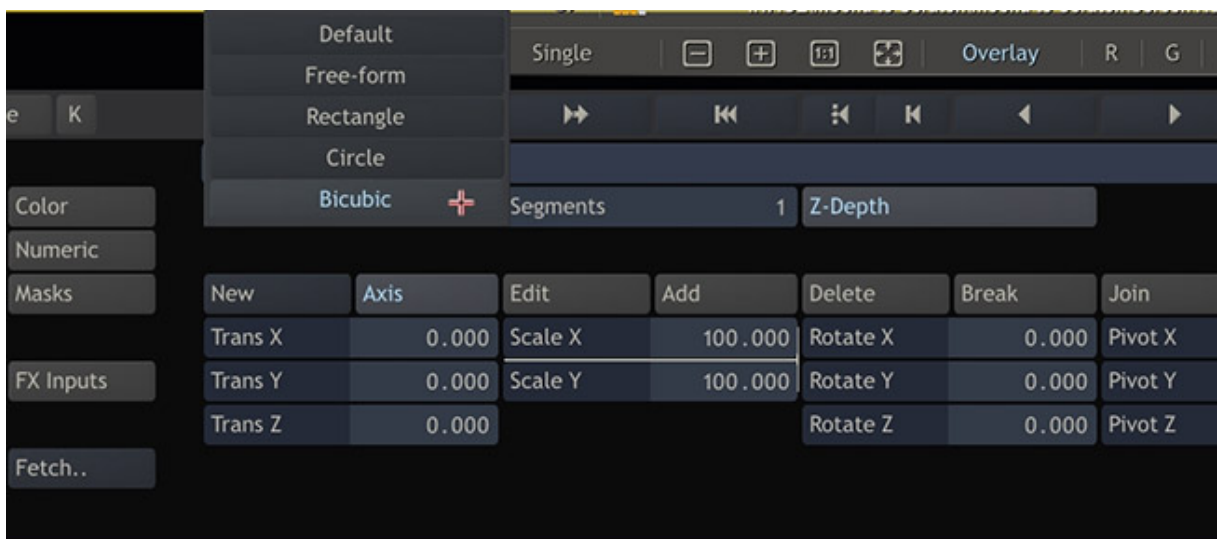 Default
Single 1:1 Overlay R G
Free-form
e K Rectangle
Circle
Color Bicubic Segments 1 Z-Depth
Numeric
Masks New Axis Edit Add Delete Break Join
Trans X 0.000 Scale X 100.000 Rotate X 0.000 Pivot X
FX Inputs Trans Y 0.000 Scale Y 100.000 Rotate Y 0.000 Pivot Y
Trans Z 0.000 Rotate Z 0.000 Pivot Z
Fetch..